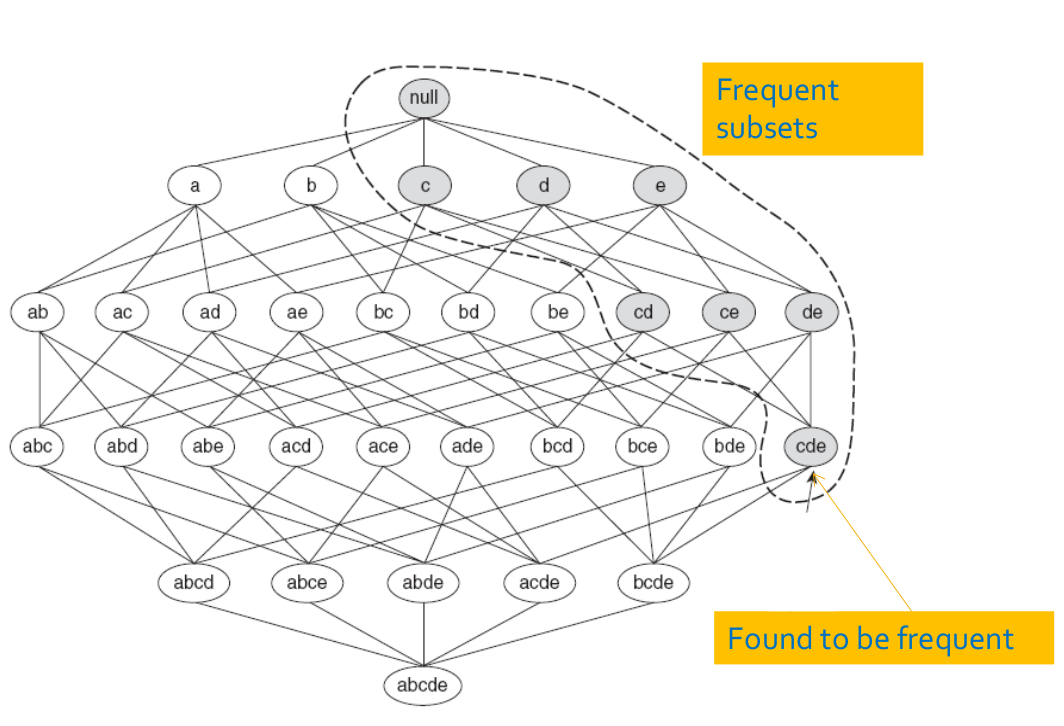 null
Frequent
subsets
a b c d e
ab ac ad ae bc bd be cd ce de
abc abd abe acd ace ade bcd bce bde cde
abcd abce abde acde bcde
Found to be frequent
abcde